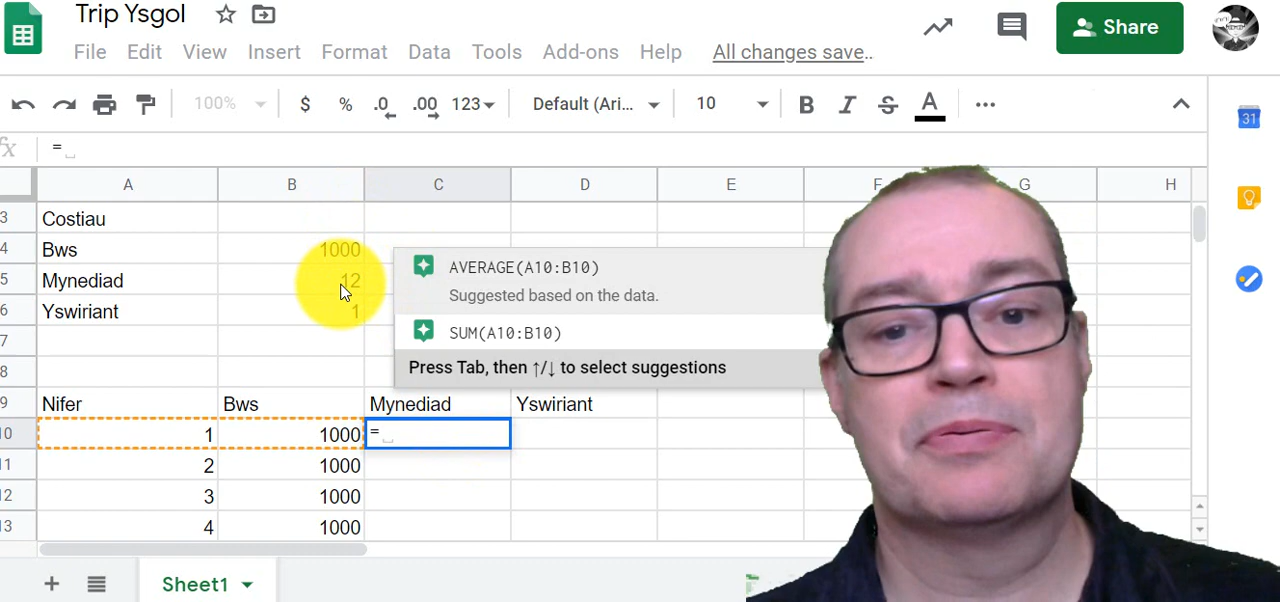 Trip Ysgol
File Edit View Insert Format Data Tools Add-ons Help All changes save...
Share
100% $ % .0 .00 123 Default (Ari... 10 B I S A
31
fx =
A B C D E F G H
3 Costiau
4 Bws 1000
5 Mynediad 12
6 Yswiriant 1
7
8
AVERAGE(A10:B10)
Suggested based on the data.
SUM(A10:B10)
Press Tab, then ↑/↓ to select suggestions
9 Nifer Bws Mynediad Yswiriant
10 1 1000 =
11 2 1000
12 3 1000
13 4 1000
+ Sheet1